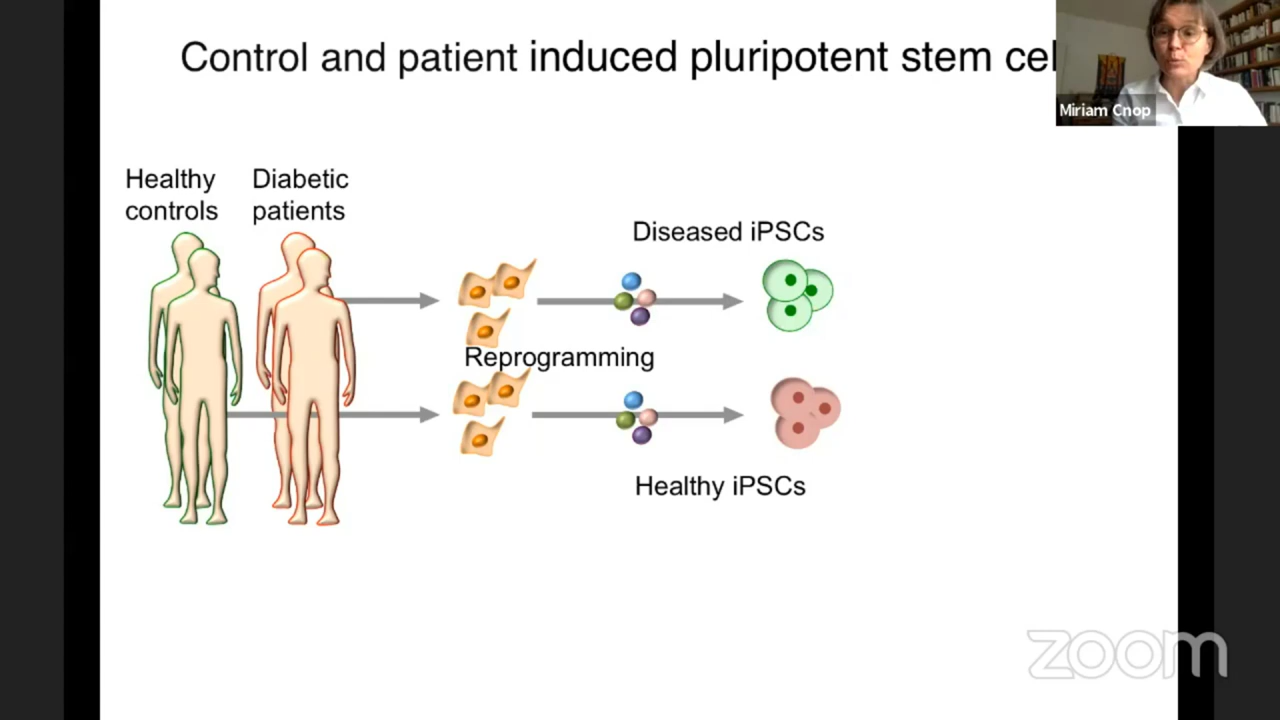 Control and patient induced pluripotent stem cel
Miriam Cnop
Healthy
controls
Diabetic
patients
Diseased iPSCs
Reprogramming
Healthy iPSCs
zoom